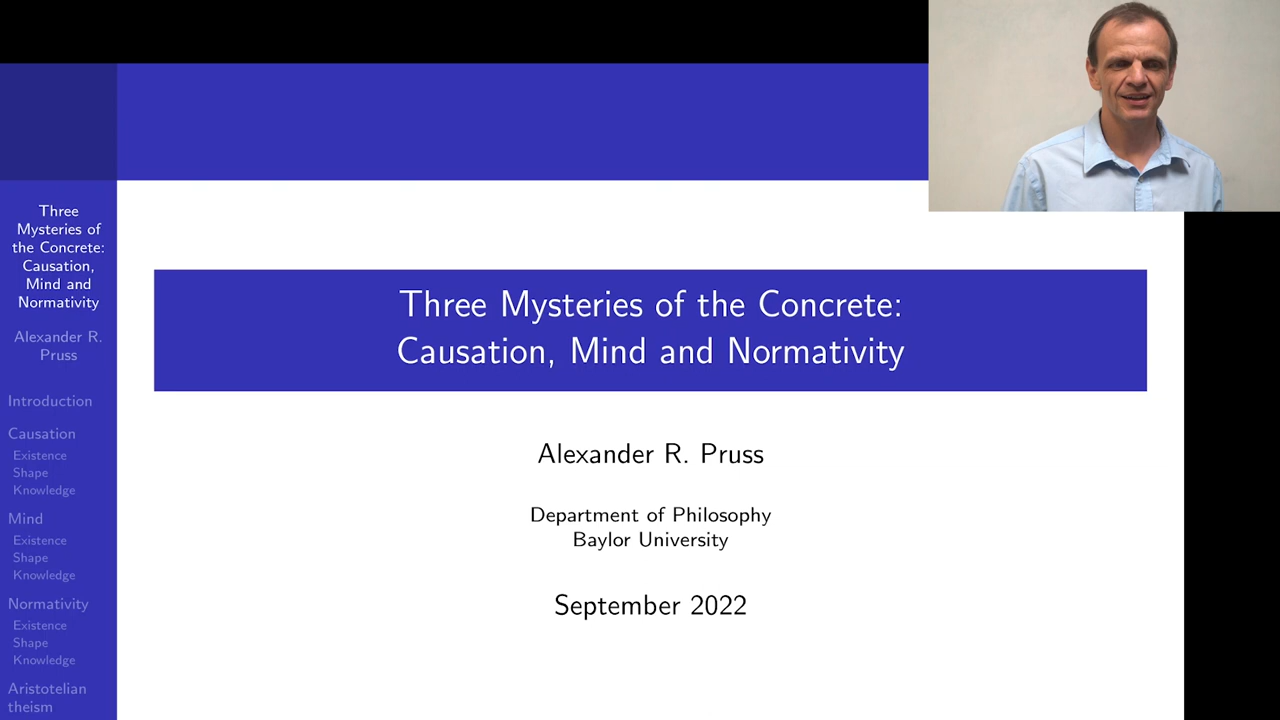 Three
Mysteries of
the Concrete:
Causation,
Mind and
Normativity
Alexander R.
Pruss
Introduction
Causation
Existence
Shape
Knowledge
Mind
Existence
Shape
Knowledge
Normativity
Existence
Shape
Knowledge
Aristotelian
theism
Three Mysteries of the Concrete:
Causation, Mind and Normativity
Alexander R. Pruss
Department of Philosophy
Baylor University
September 2022